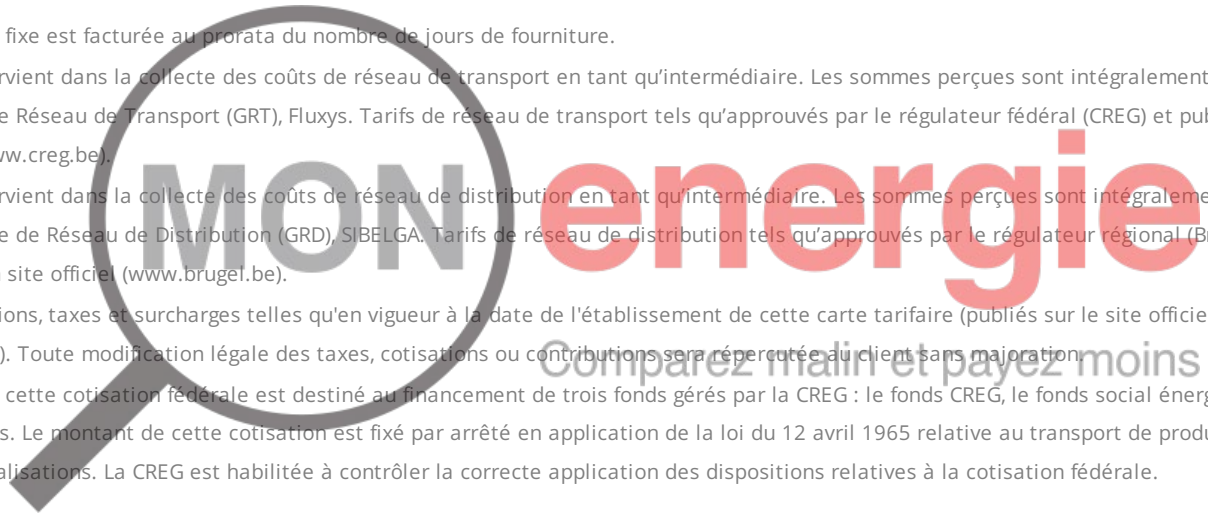 fixe est facturée au prorata du nombre de jours de fourniture.
rvient dans la collecte des coûts de réseau de transport en tant qu'intermédiaire. Les sommes perçues sont intégralement
e Réseau de Transport (GRT), Fluxys. Tarifs de réseau de transport tels qu'approuvés par le régulateur fédéral (CREG) et pub
ww.creg.be).
MON energie
rvient dans la collecte des coûts de réseau de distribution en tant qu'intermédiaire. Les sommes perçues sont intégraleme
e de Réseau de Distribution (GRD), SIBELGA. Tarifs de réseau de distribution tels qu'approuvés par le régulateur régional (B
site officiel (www.brugel.be).
ions, taxes et surcharges telles qu'en vigueur à la date de l'établissement de cette carte tarifaire (publiés sur le site officie
). Toute modification légale des taxes, cotisations ou contributions sera répercutée au client sans majoration.
Comparez malin et payez moins
cette cotisation fédérale est destiné au financement de trois fonds gérés par la CREG : le fonds CREG, le fonds social énerg
s. Le montant de cette cotisation est fixé par arrêté en application de la loi du 12 avril 1965 relative au transport de produ
alisations. La CREG est habilitée à contrôler la correcte application des dispositions relatives à la cotisation fédérale.